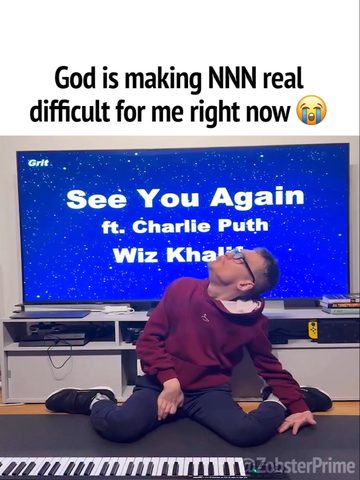 God is making NNN real
difficult for me right now 😭
Grit
See You Again
ft. Charlie Puth
Wiz Khalif
@ZobsterPrime